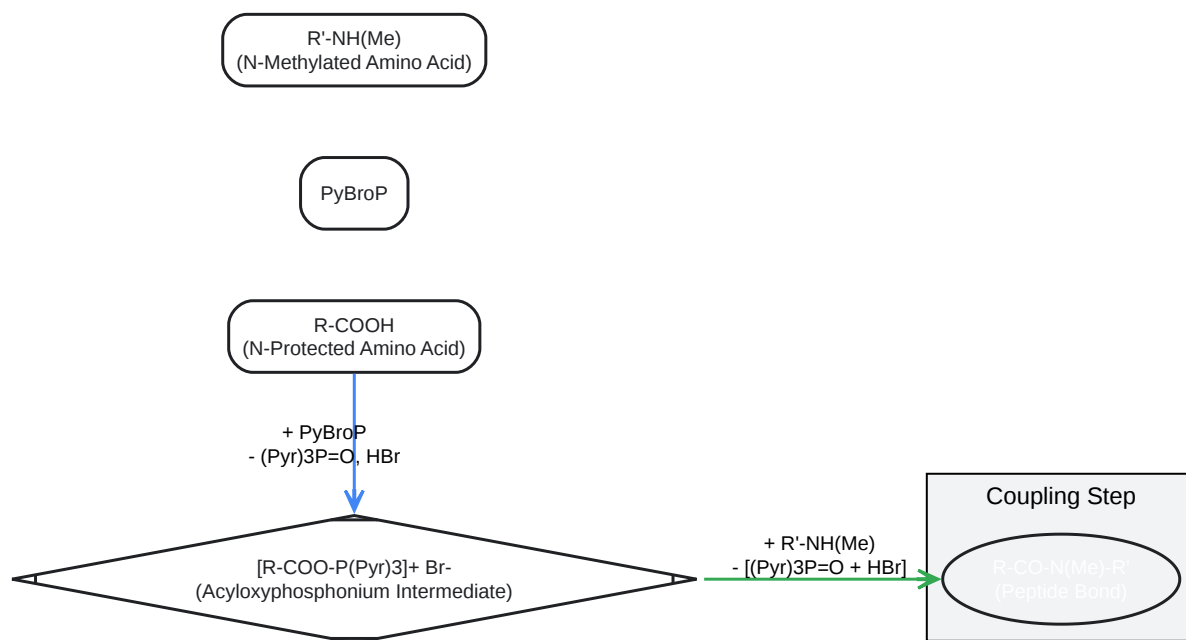 R'-NH(Me)
(N-Methylated Amino Acid)
PyBroP
R-COOH
(N-Protected Amino Acid)
+ PyBroP
- (Pyr)3P=O, HBr
Coupling Step
[R-COO-P(Pyr)3]+ Br-
(Acyloxyphosphonium Intermediate)
+ R'-NH(Me)
- [(Pyr)3P=O + HBr]
R-CO-N(Me)-R'
(Peptide Bond)